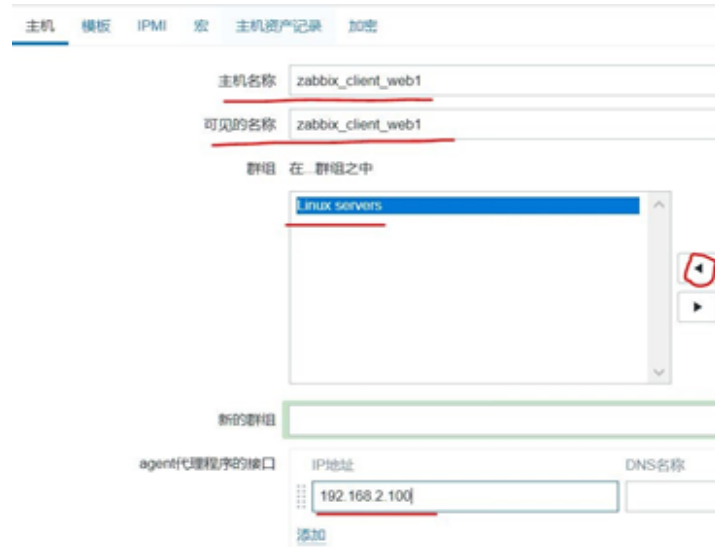 主机 模板 IPMI 宏 主机资产记录 加密
主机名称 zabbix_client_web1
可见的名称 zabbix_client_web1
群组 在...群组之中
Linux servers
新的群组
agent代理程序的接口 IP地址 DNS名称
192.168.2.100
添加